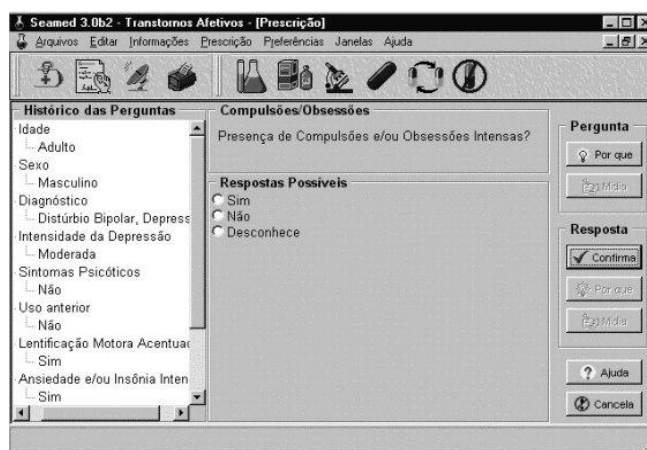 Seamed 3.0b2 - Transtornos Afetivos - [Prescrição]
Arquivos Editar Informações Prescrição Preferências Janelas Ajuda
Histórico das Perguntas
Idade
Adulto
Sexo
Masculino
Diagnóstico
Distúrbio Bipolar, Depress
Intensidade da Depressão
Moderada
Sintomas Psicóticos
Não
Uso anterior
Não
Lentificação Motora Acentuad
Sim
Ansiedade e/ou Insônia Inten
Sim
Compulsões/Obsessões
Presença de Compulsões e/ou Obsessões Intensas?
Respostas Possíveis
Sim
Não
Desconhece
Pergunta
Por que
Mídia
Resposta
Confirma
Por que
Mídia
Ajuda
Cancela